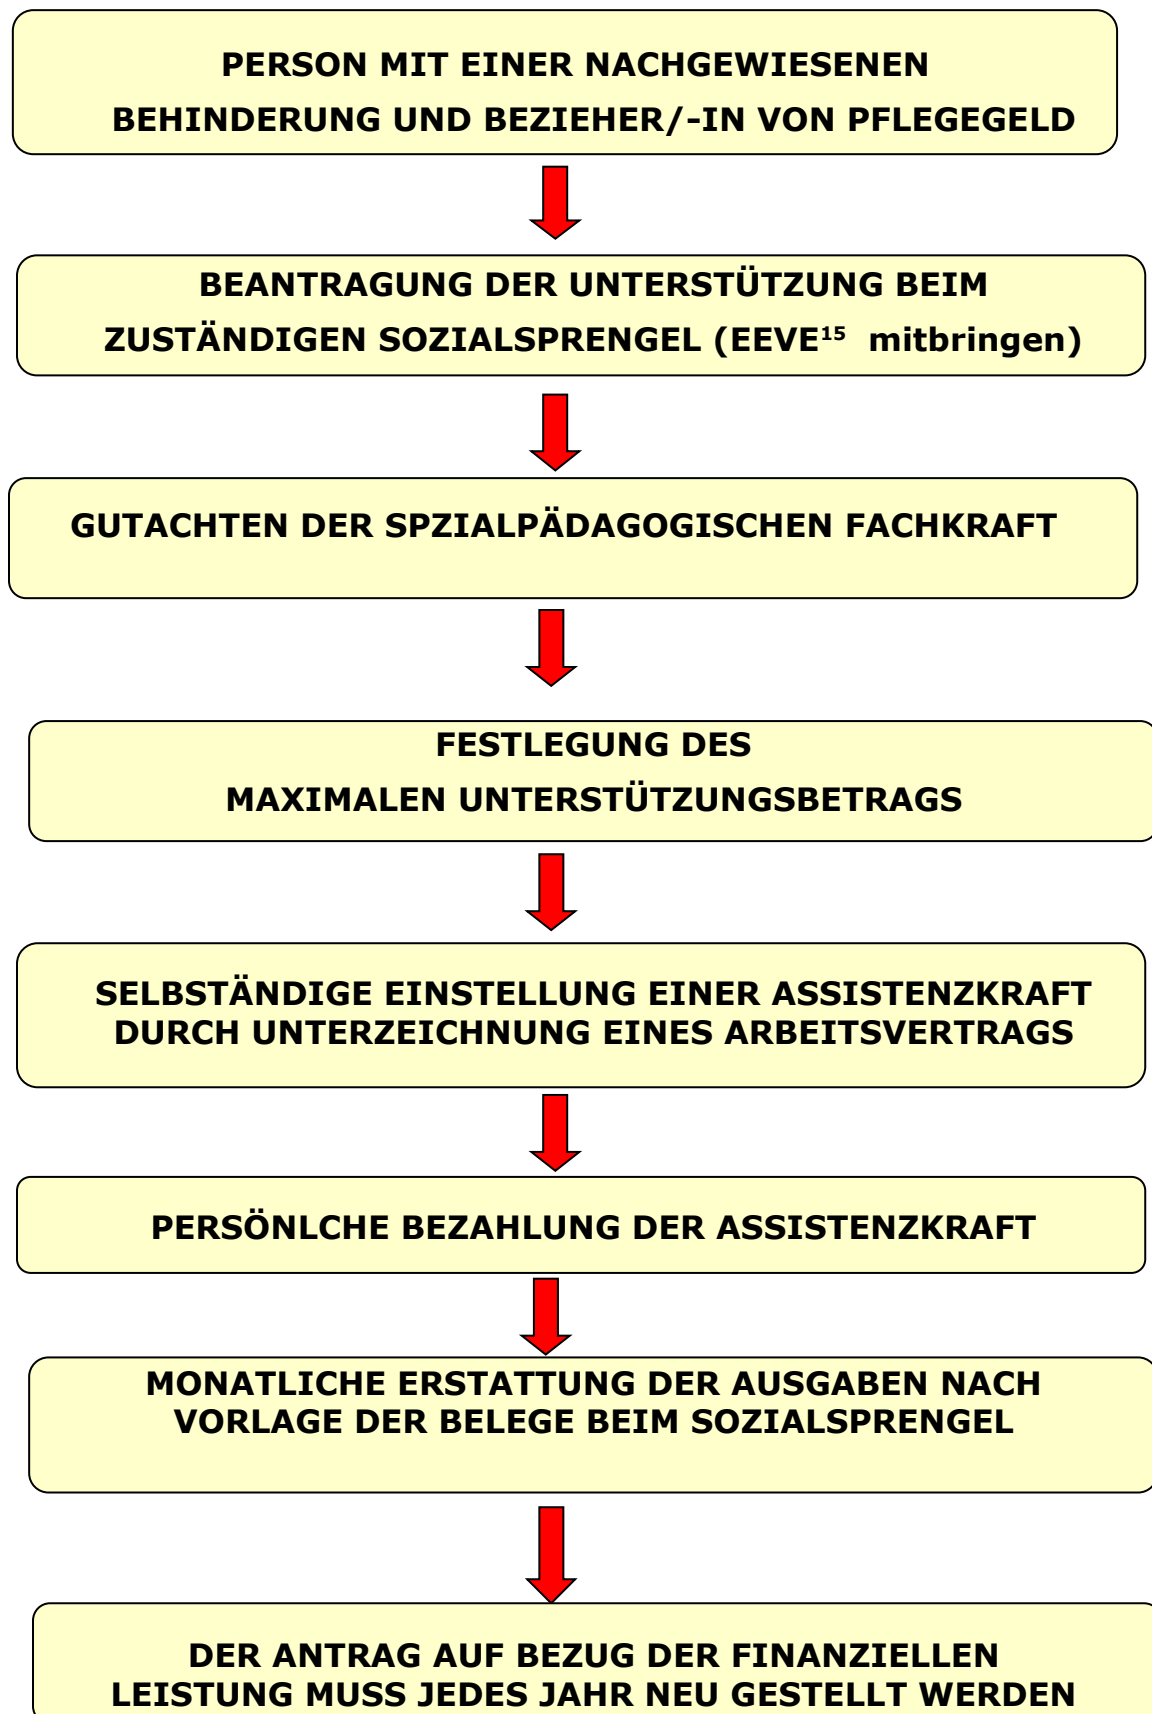 PERSON MIT EINER NACHGEWIESENEN
BEHINDERUNG UND BEZIEHER/-IN VON PFLEGEGELD
BEANTRAGUNG DER UNTERSTÜTZUNG BEIM
ZUSTÄNDIGEN SOZIALSPRENGEL (EEVE¹⁵ mitbringen)
GUTACHTEN DER SPZIALPÄDAGOGISCHEN FACHKRAFT
FESTLEGUNG DES
MAXIMALEN UNTERSTÜTZUNGSBETRAGS
SELBSTÄNDIGE EINSTELLUNG EINER ASSISTENZKRAFT
DURCH UNTERZEICHNUNG EINES ARBEITSVERTRAGS
PERSÖNLCHE BEZAHLUNG DER ASSISTENZKRAFT
MONATLICHE ERSTATTUNG DER AUSGABEN NACH
VORLAGE DER BELEGE BEIM SOZIALSPRENGEL
DER ANTRAG AUF BEZUG DER FINANZIELLEN
LEISTUNG MUSS JEDES JAHR NEU GESTELLT WERDEN